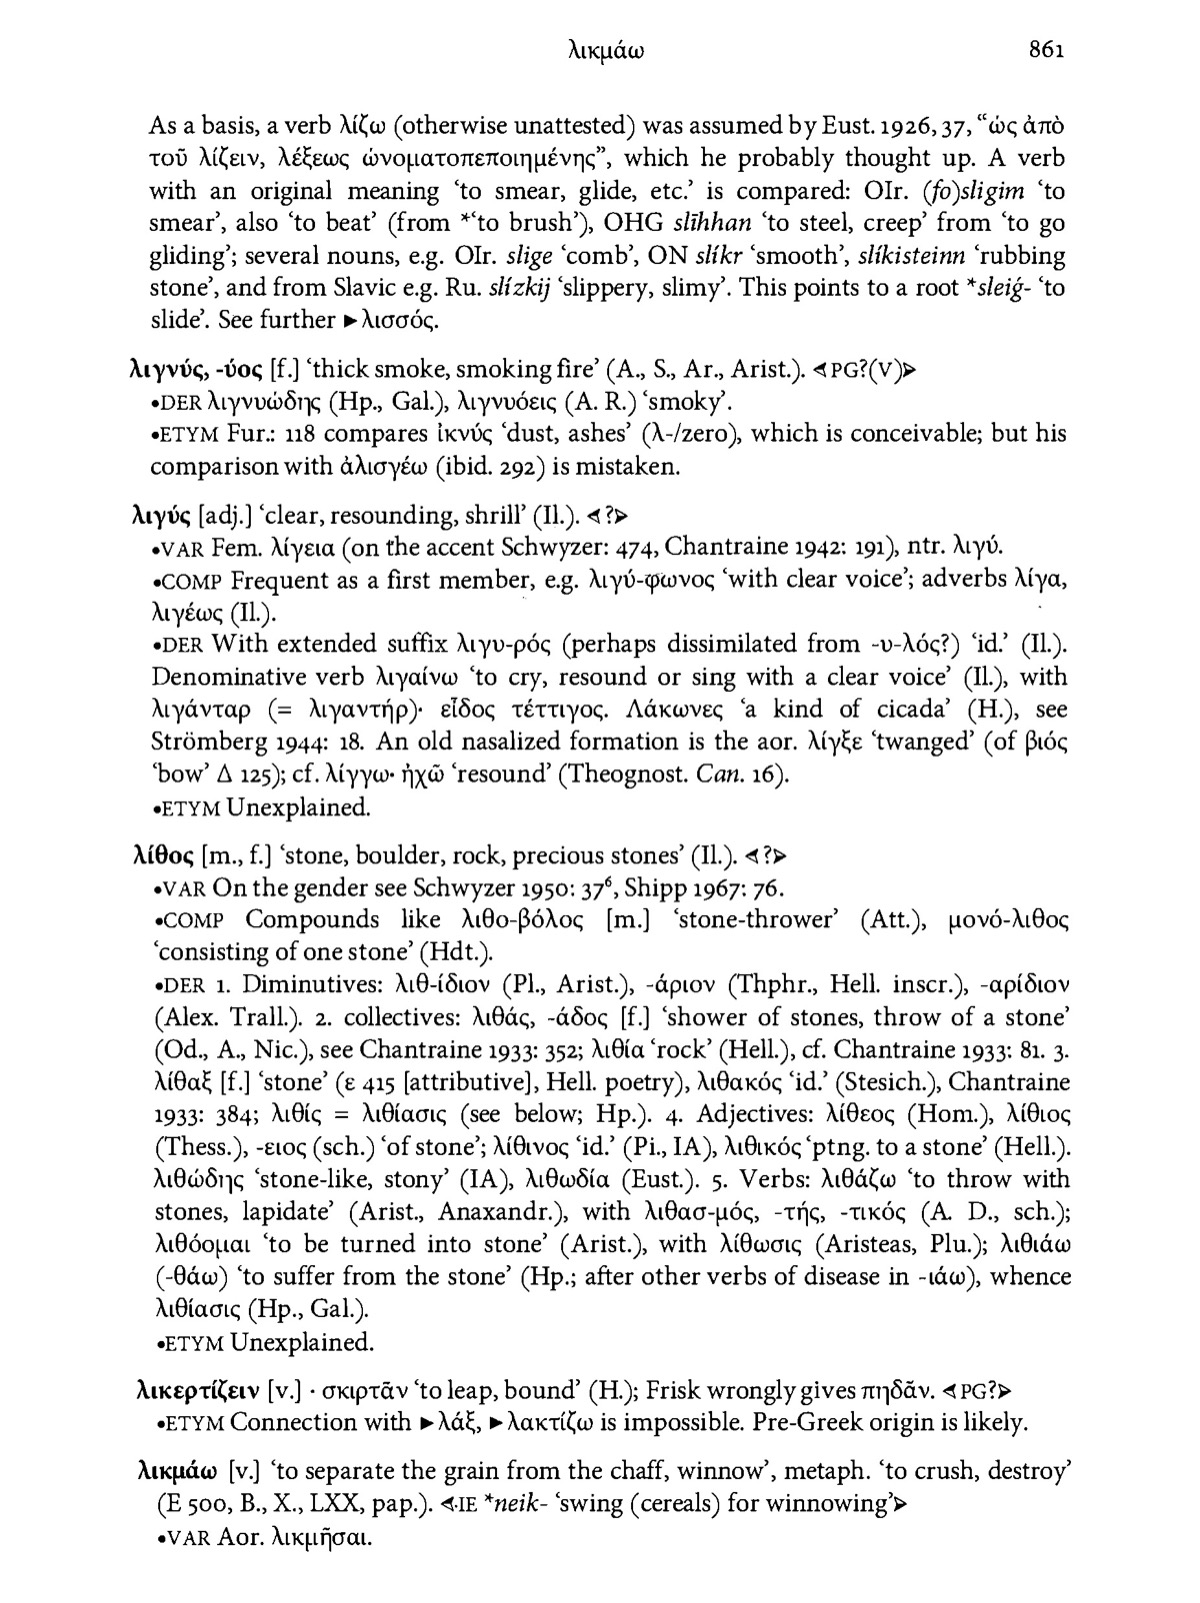 λικμάω 861
As a basis, a verb λίζω (otherwise unattested) was assumed by Eust. 1926, 37, “ὡς ἀπὸ
τοῦ λίζειν, λέξεως ὠνοματοπεποιημένης”, which he probably thought up. A verb
with an original meaning ‘to smear, glide, etc.’ is compared: OIr. (fo)sligim ‘to
smear’, also ‘to beat’ (from *‘to brush’), OHG slīhhan ‘to steel, creep’ from ‘to go
gliding’; several nouns, e.g. OIr. slige ‘comb’, ON slíkr ‘smooth’, slíkisteinn ‘rubbing
stone’, and from Slavic e.g. Ru. slízkij ‘slippery, slimy’. This points to a root *sleiǵ- ‘to
slide’. See further ►λισσός.
λιγνύς, -ύος [f.] ‘thick smoke, smoking fire’ (A., S., Ar., Arist.). ⊲PG?(V)⊳
•DER λιγνυώδης (Hp., Gal.), λιγνυόεις (A. R.) ‘smoky’.
•ETYM Fur.: 118 compares ἰκνύς ‘dust, ashes’ (λ-/zero), which is conceivable; but his
comparison with ἀλισγέω (ibid. 292) is mistaken.
λιγύς [adj.] ‘clear, resounding, shrill’ (Il.). ⊲?⊳
•VAR Fem. λίγεια (on the accent Schwyzer: 474, Chantraine 1942: 191), ntr. λιγύ.
•COMP Frequent as a first member, e.g. λιγύ-φωνος ‘with clear voice’; adverbs λίγα,
λιγέως (Il.).
•DER With extended suffix λιγυ-ρός (perhaps dissimilated from -υ-λός?) ‘id.’ (Il.).
Denominative verb λιγαίνω ‘to cry, resound or sing with a clear voice’ (Il.), with
λιγάνταρ (= λιγαντήρ)· εἶδος τέττιγος. Λάκωνες ‘a kind of cicada’ (H.), see
Strömberg 1944: 18. An old nasalized formation is the aor. λίγξε ‘twanged’ (of βιός
‘bow’ Δ 125); cf. λίγγω· ἠχῶ ‘resound’ (Theognost. Can. 16).
•ETYM Unexplained.
λίθος [m., f.] ‘stone, boulder, rock, precious stones’ (Il.). ⊲?⊳
•VAR On the gender see Schwyzer 1950: 37⁶, Shipp 1967: 76.
•COMP Compounds like λιθο-βόλος [m.] ‘stone-thrower’ (Att.), μονό-λιθος
‘consisting of one stone’ (Hdt.).
•DER 1. Diminutives: λιθ-ίδιον (Pl., Arist.), -άριον (Thphr., Hell. inscr.), -αρίδιον
(Alex. Trall.). 2. collectives: λιθάς, -άδος [f.] ‘shower of stones, throw of a stone’
(Od., A., Nic.), see Chantraine 1933: 352; λιθία ‘rock’ (Hell.), cf. Chantraine 1933: 81. 3.
λίθαξ [f.] ‘stone’ (ε 415 [attributive], Hell. poetry), λιθακός ‘id.’ (Stesich.), Chantraine
1933: 384; λιθίς = λιθίασις (see below; Hp.). 4. Adjectives: λίθεος (Hom.), λίθιος
(Thess.), -ειος (sch.) ‘of stone’; λίθινος ‘id.’ (Pi., IA), λιθικός ‘ptng. to a stone’ (Hell.).
λιθώδης ‘stone-like, stony’ (IA), λιθωδία (Eust.). 5. Verbs: λιθάζω ‘to throw with
stones, lapidate’ (Arist., Anaxandr.), with λιθασ-μός, -τής, -τικός (A. D., sch.);
λιθόομαι ‘to be turned into stone’ (Arist.), with λίθωσις (Aristeas, Plu.); λιθιάω
(-θάω) ‘to suffer from the stone’ (Hp.; after other verbs of disease in -ιάω), whence
λιθίασις (Hp., Gal.).
•ETYM Unexplained.
λικερτίζειν [v.] · σκιρτᾶν ‘to leap, bound’ (H.); Frisk wrongly gives πηδᾶν. ⊲PG?⊳
•ETYM Connection with ►λάξ, ►λακτίζω is impossible. Pre-Greek origin is likely.
λικμάω [v.] ‘to separate the grain from the chaff, winnow’, metaph. ‘to crush, destroy’
(E 500, B., X., LXX, pap.). ⊲IE *neik- ‘swing (cereals) for winnowing’⊳
•VAR Aor. λικμῆσαι.